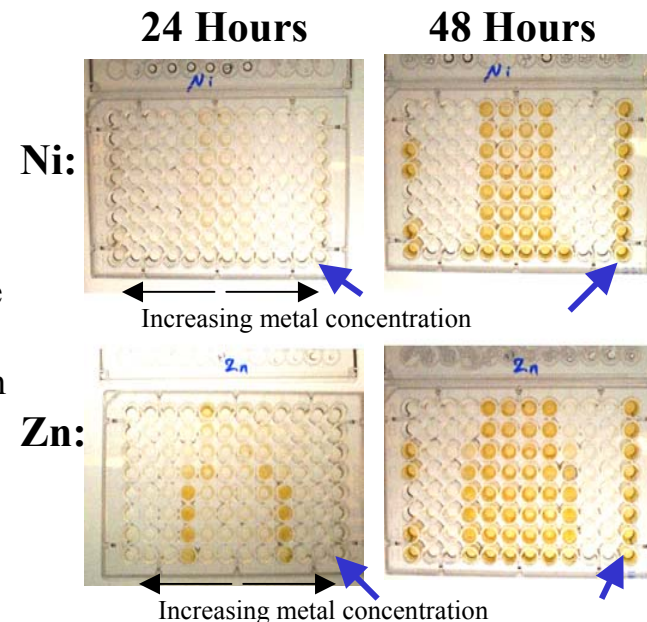 24 Hours 48 Hours
Ni Ni
Ni:
e
Increasing metal concentration
n
Zn Zn
Zn:
Increasing metal concentration